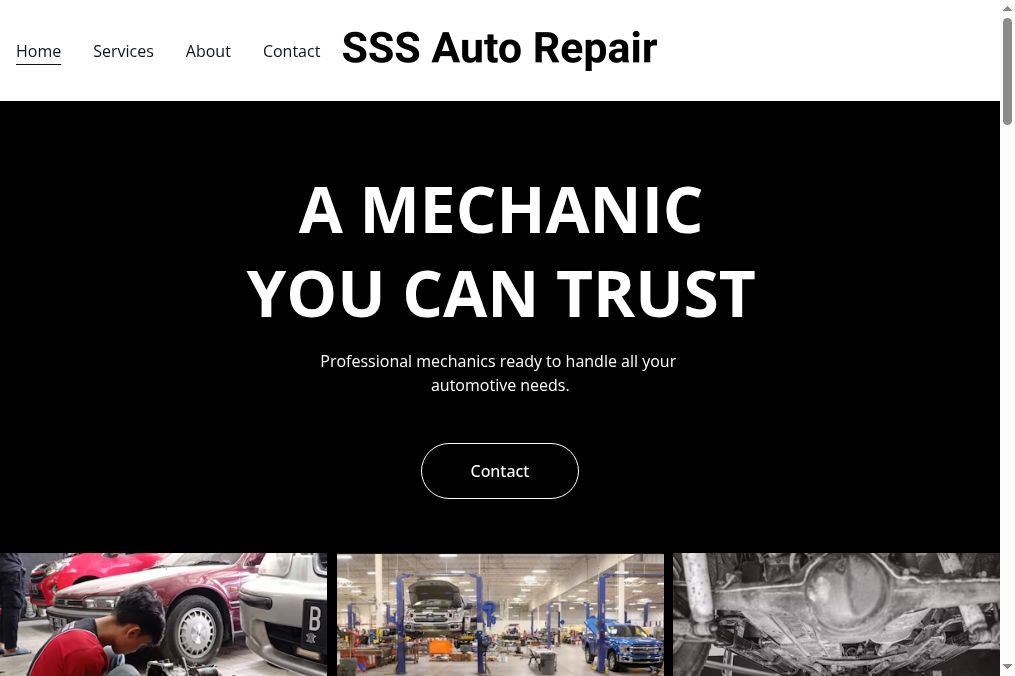 Home
Services
About
Contact
SSS Auto Repair
A MECHANIC
YOU CAN TRUST
Professional mechanics ready to handle all your
automotive needs.
Contact
B